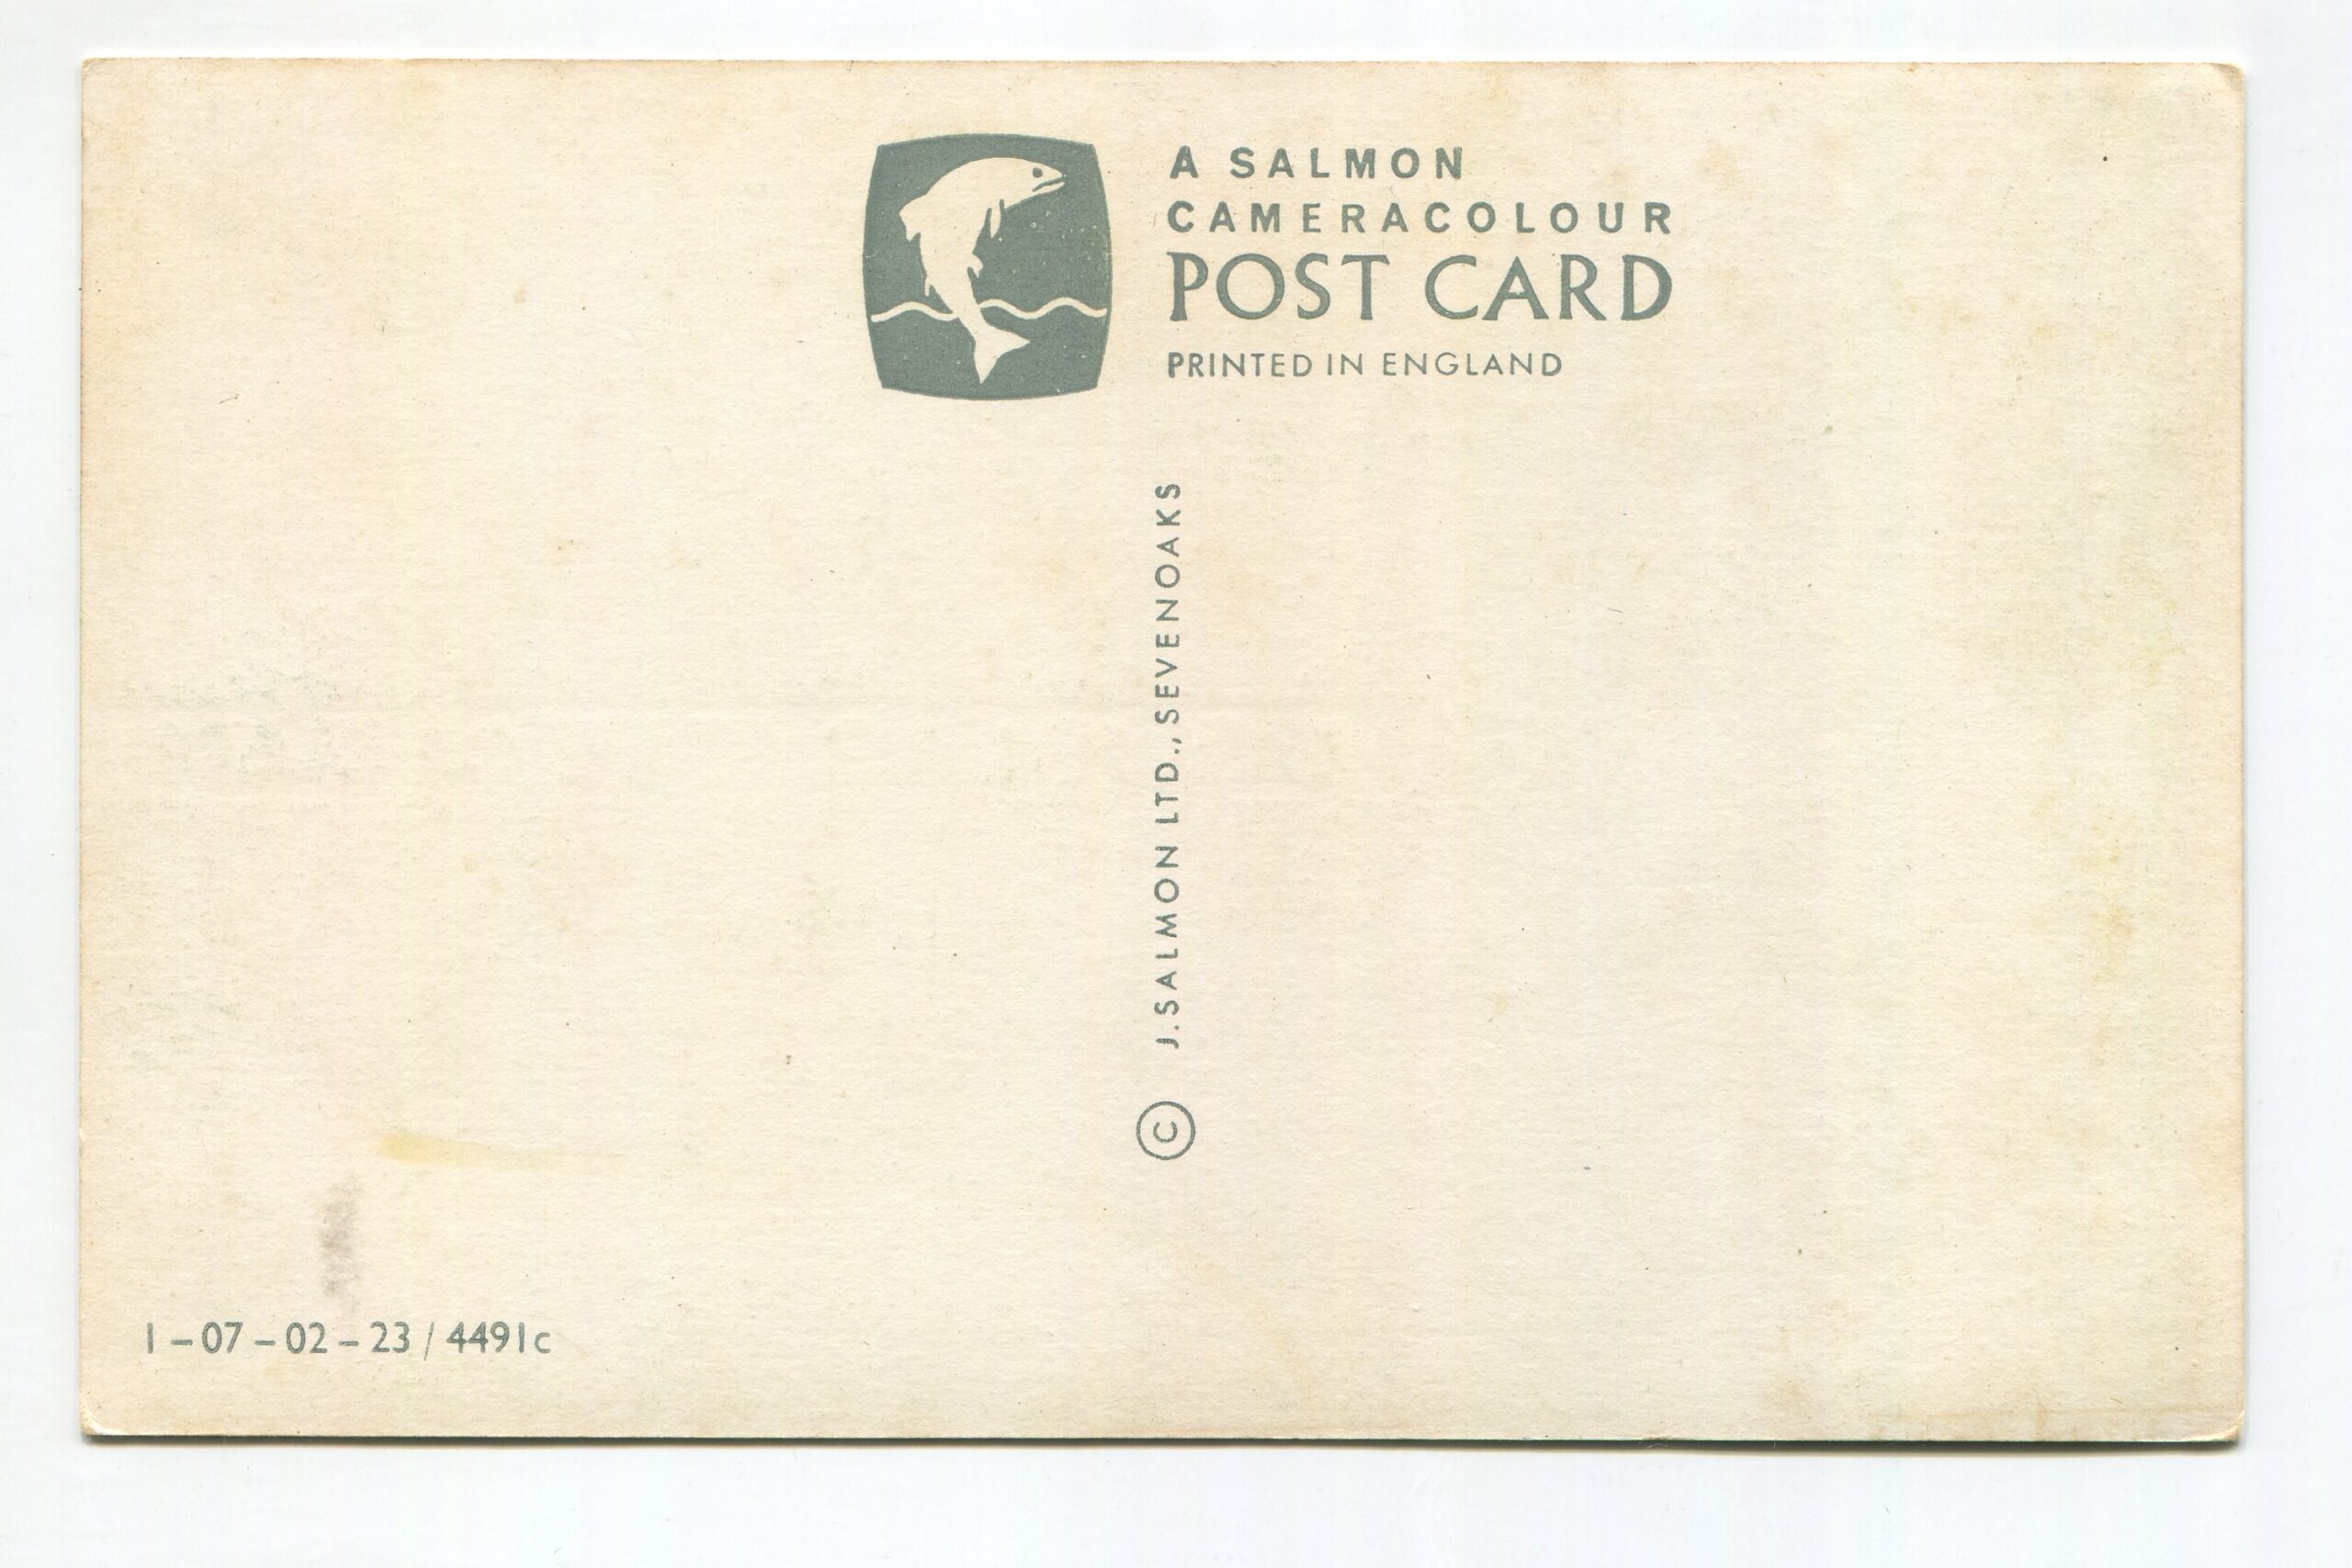 A SALMON
CAMERACOLOUR
POST CARD
PRINTED IN ENGLAND
© J. SALMON LTD., SEVENOAKS
1-07-02-23/4491c